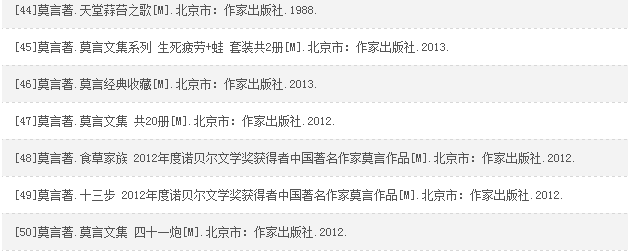 [44]莫言著.天堂蒜苔之歌[M].北京市：作家出版社.1988.
[45]莫言著.莫言文集系列 生死疲劳+蛙 套装共2册[M].北京市：作家出版社.2013.
[46]莫言著.莫言经典收藏[M].北京市：作家出版社.2013.
[47]莫言著.莫言文集 共20册[M].北京市：作家出版社.2012.
[48]莫言著.食草家族 2012年度诺贝尔文学奖获得者中国著名作家莫言作品[M].北京市：作家出版社.2012.
[49]莫言著.十三步 2012年度诺贝尔文学奖获得者中国著名作家莫言作品[M].北京市：作家出版社.2012.
[50]莫言著.莫言文集 四十一炮[M].北京市：作家出版社.2012.